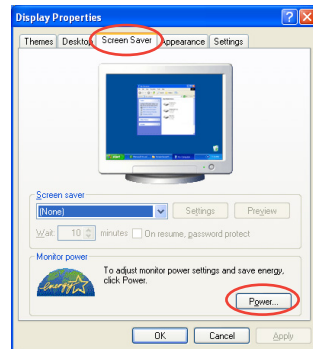 Display Properties
Themes Desktop Screen Saver Appearance Settings
Screen saver
(None) Settings Preview
Wait: 10 minutes On resume, password protect
Monitor power
To adjust monitor power settings and save energy,
click Power.
energy
Power...
OK Cancel Apply